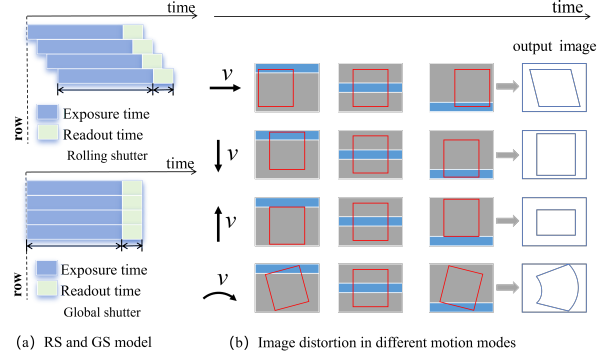 time
time
row
Exposure time
Readout time
Rolling shutter
time
row
Exposure time
Readout time
Global shutter
output image
v
v
v
v
(a) RS and GS model
(b) Image distortion in different motion modes